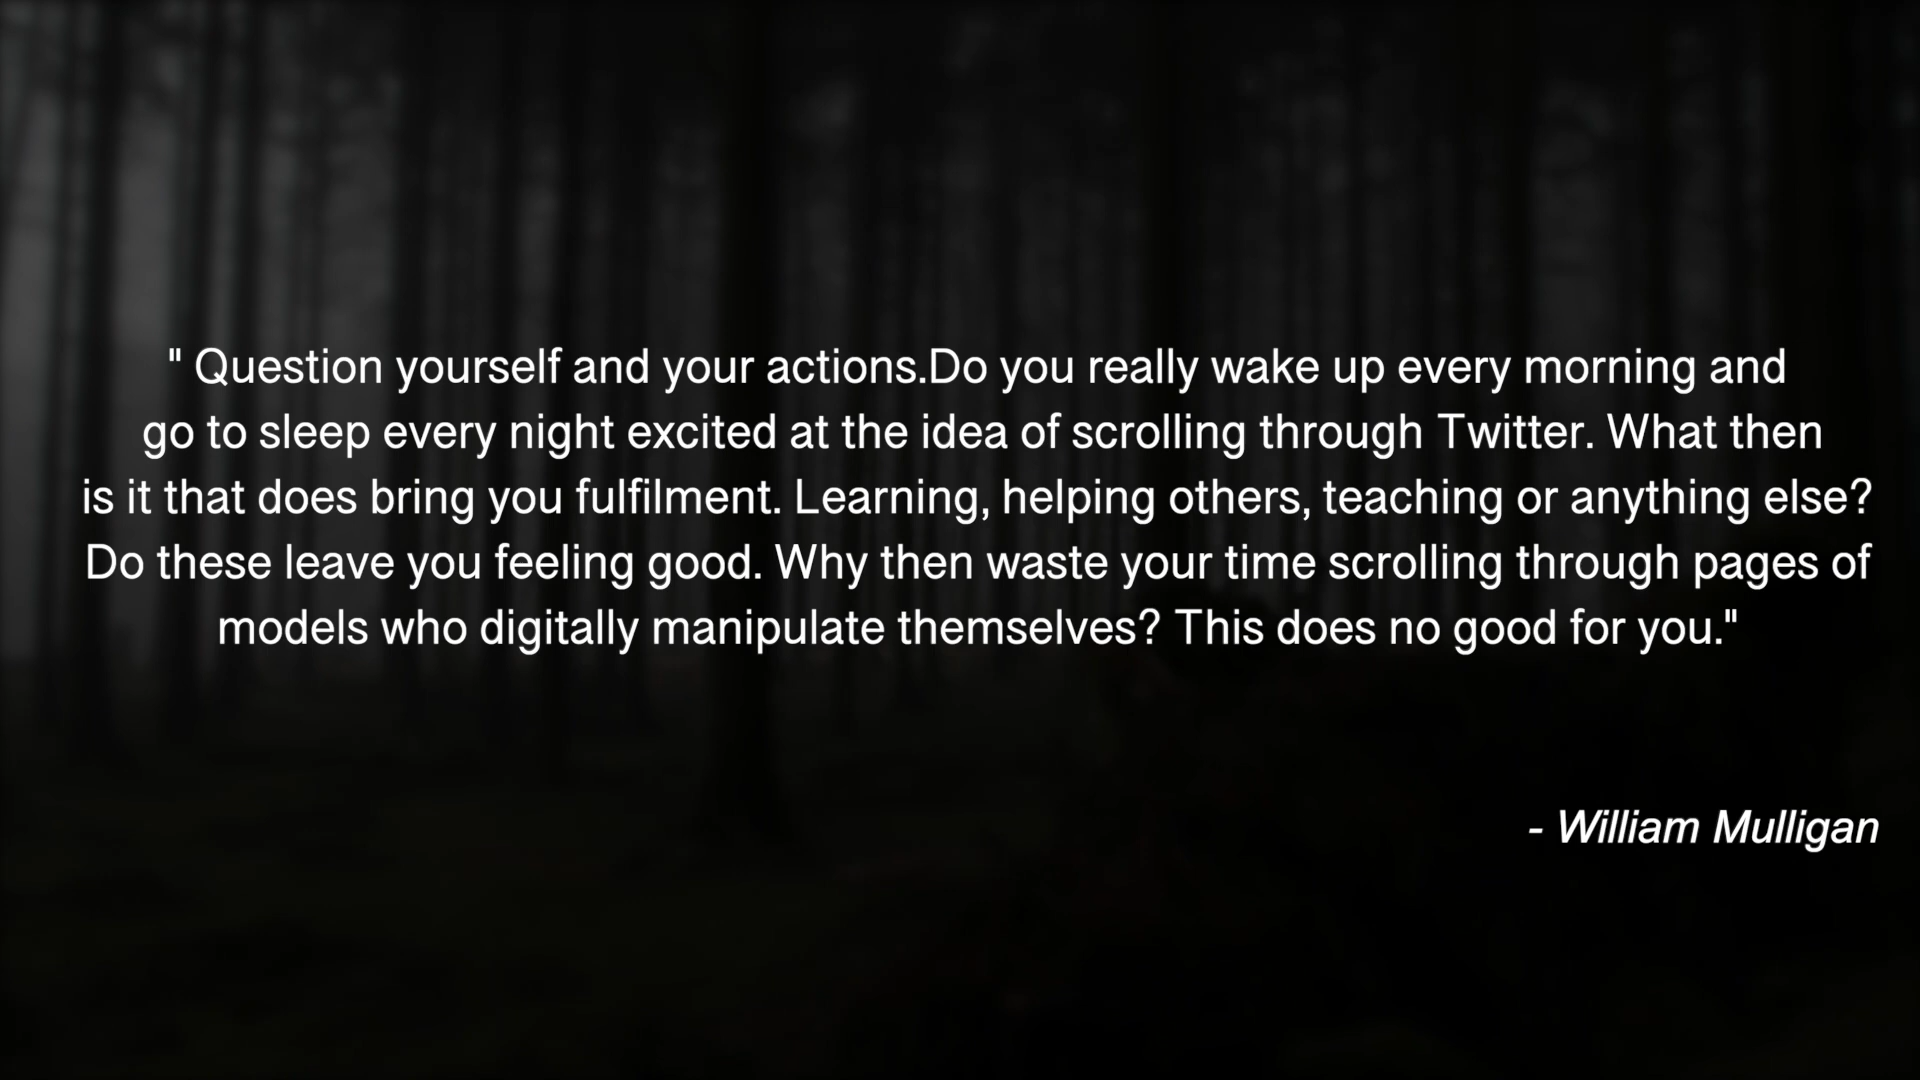 " Question yourself and your actions.Do you really wake up every morning and
go to sleep every night excited at the idea of scrolling through Twitter. What then
is it that does bring you fulfilment. Learning, helping others, teaching or anything else?
Do these leave you feeling good. Why then waste your time scrolling through pages of
models who digitally manipulate themselves? This does no good for you."
- William Mulligan